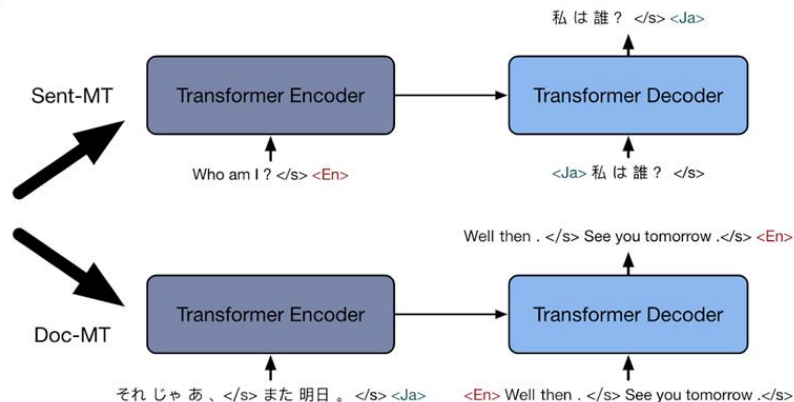 私 は 誰 ? </s> <Ja>
Sent-MT
Transformer Encoder
Transformer Decoder
Who am I ? </s> <En>
<Ja> 私 は 誰 ? </s>
Well then . </s> See you tomorrow .</s> <En>
Transformer Encoder
Transformer Decoder
Doc-MT
それ じゃ あ 、</s> また 明日 。 </s> <Ja>
<En> Well then . </s> See you tomorrow .</s>